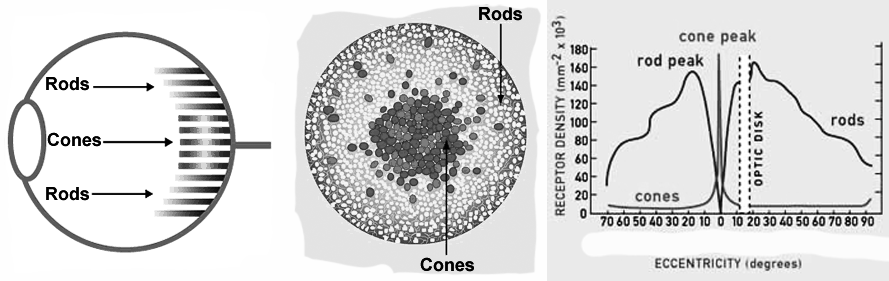 Rods
Cones
Rods
Rods
Cones
cone peak
rod peak
RECEPTOR DENSITY (mm⁻² x 10³)
180
160
140
120
100
80
60
40
20
0
cones
rods
OPTIC DISK
70 60 50 40 30 20 10 0 10 20 30 40 50 60 70 80 90
ECCENTRICITY (degrees)